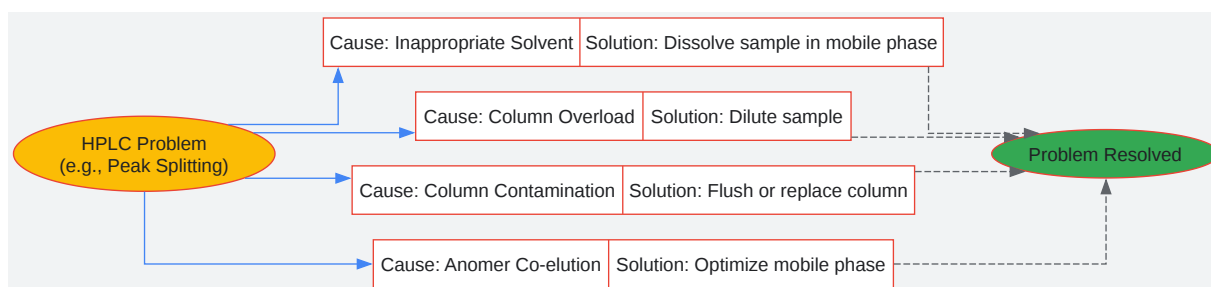 Cause: Inappropriate Solvent
Solution: Dissolve sample in mobile phase
Cause: Column Overload
Solution: Dilute sample
HPLC Problem
(e.g., Peak Splitting)
Problem Resolved
Cause: Column Contamination
Solution: Flush or replace column
Cause: Anomer Co-elution
Solution: Optimize mobile phase